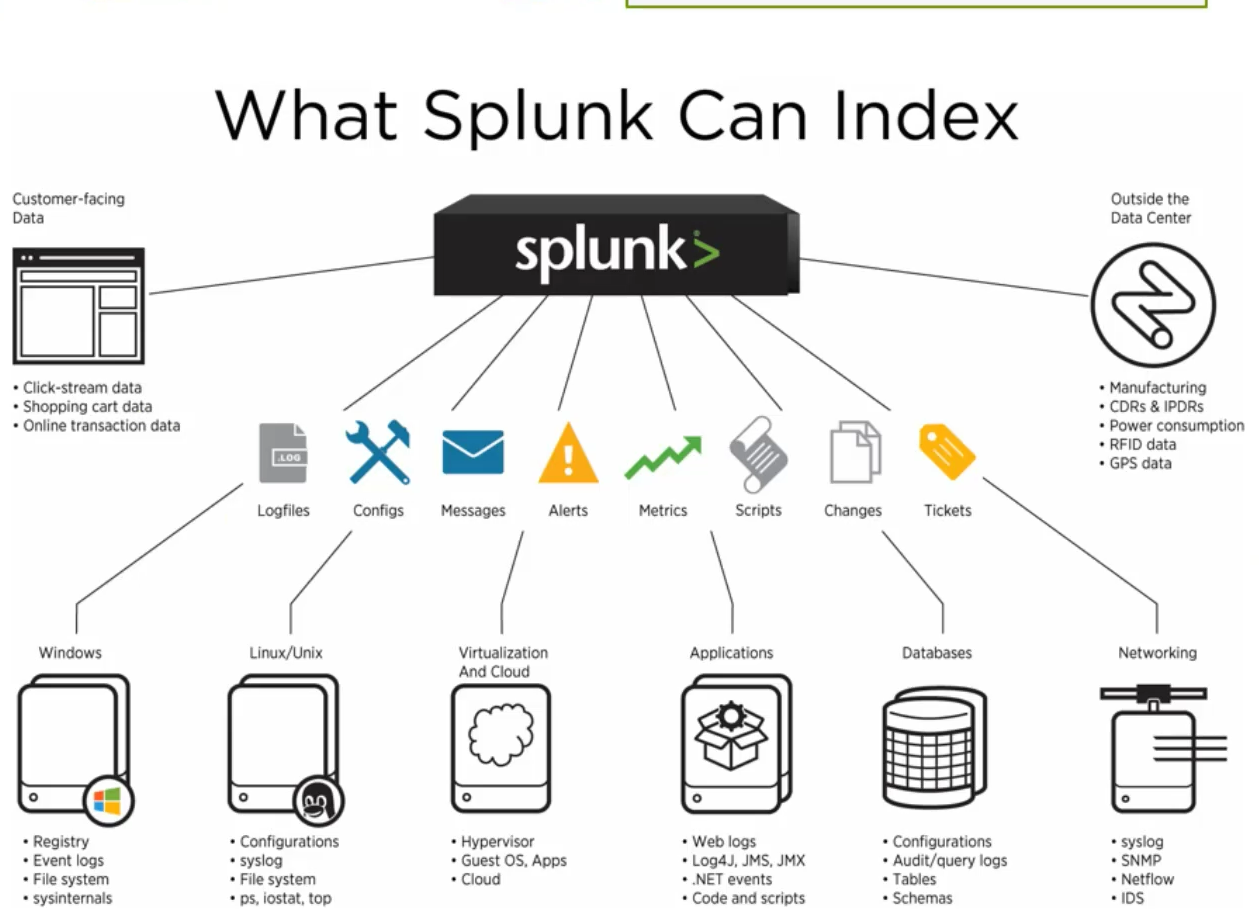 What Splunk Can Index
Customer-facing
Data
splunk>
Outside the
Data Center
• Click-stream data
• Shopping cart data
• Online transaction data
• Manufacturing
• CDRs & IPDRs
• Power consumption
• RFID data
• GPS data
.LOG
Logfiles
Configs
Messages
Alerts
Metrics
Scripts
Changes
Tickets
Windows
• Registry
• Event logs
• File system
• sysinternals
Linux/Unix
• Configurations
• syslog
• File system
• ps, iostat, top
Virtualization
And Cloud
• Hypervisor
• Guest OS, Apps
• Cloud
Applications
• Web logs
• Log4J, JMS, JMX
• .NET events
• Code and scripts
Databases
• Configurations
• Audit/query logs
• Tables
• Schemas
Networking
• syslog
• SNMP
• Netflow
• IDS